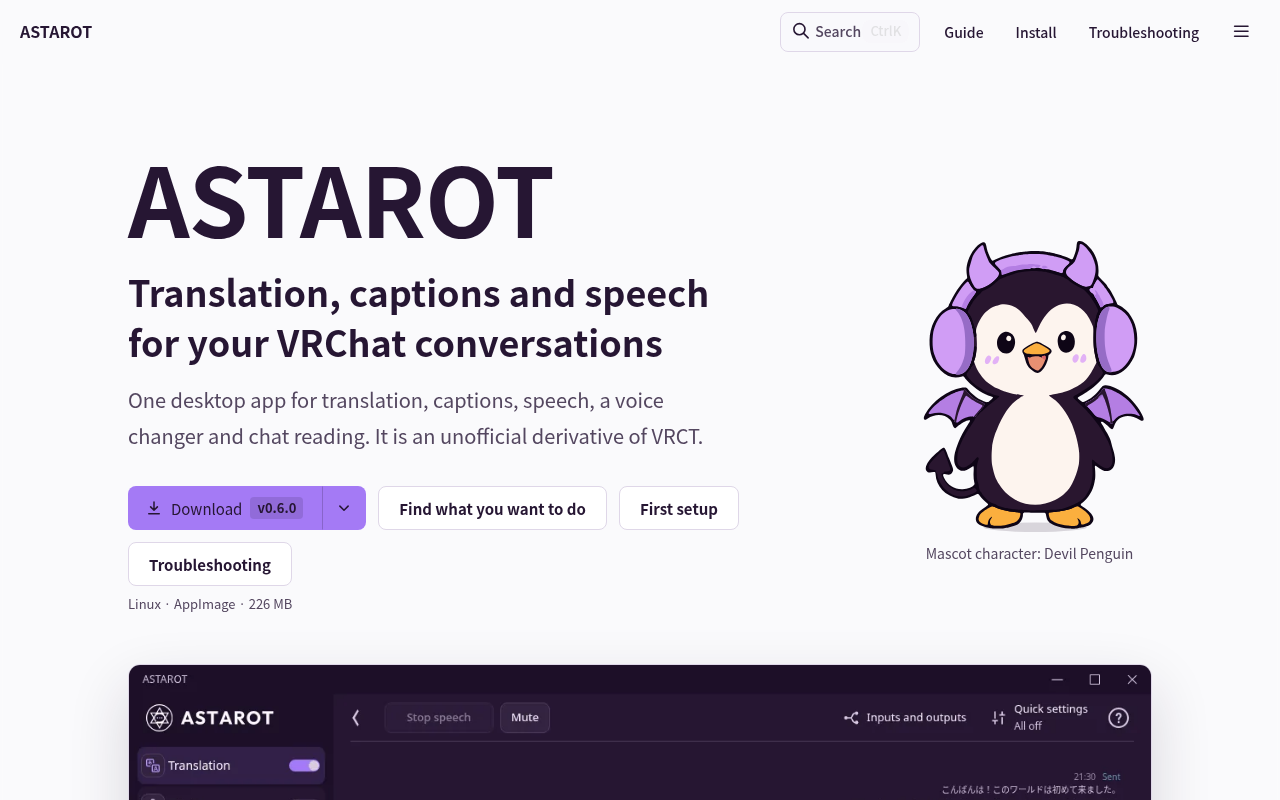 ASTAROT
Search CtrlK
Guide
Install
Troubleshooting
ASTAROT
Translation, captions and speech
for your VRChat conversations
One desktop app for translation, captions, speech, a voice
changer and chat reading. It is an unofficial derivative of VRCT.
Download v0.6.0
Find what you want to do
First setup
Troubleshooting
Linux · AppImage · 226 MB
Mascot character: Devil Penguin
ASTAROT
ASTAROT
Stop speech
Mute
Inputs and outputs
Quick settings
All off
Translation
21:30 Sent
こんばんは！このワールドは初めて来ました。